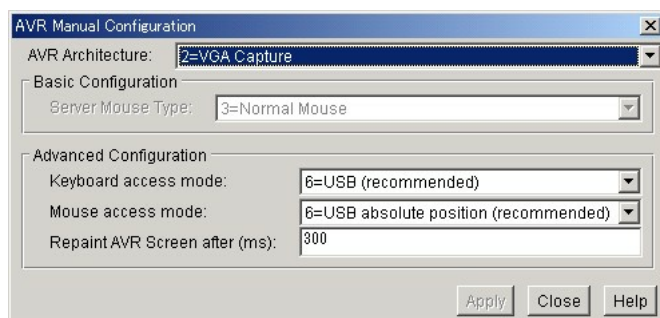 AVR Manual Configuration
AVR Architecture: 2=VGA Capture
Basic Configuration
Server Mouse Type: 3=Normal Mouse
Advanced Configuration
Keyboard access mode: 6=USB (recommended)
Mouse access mode: 6=USB absolute position (recommended)
Repaint AVR Screen after (ms): 300
Apply Close Help